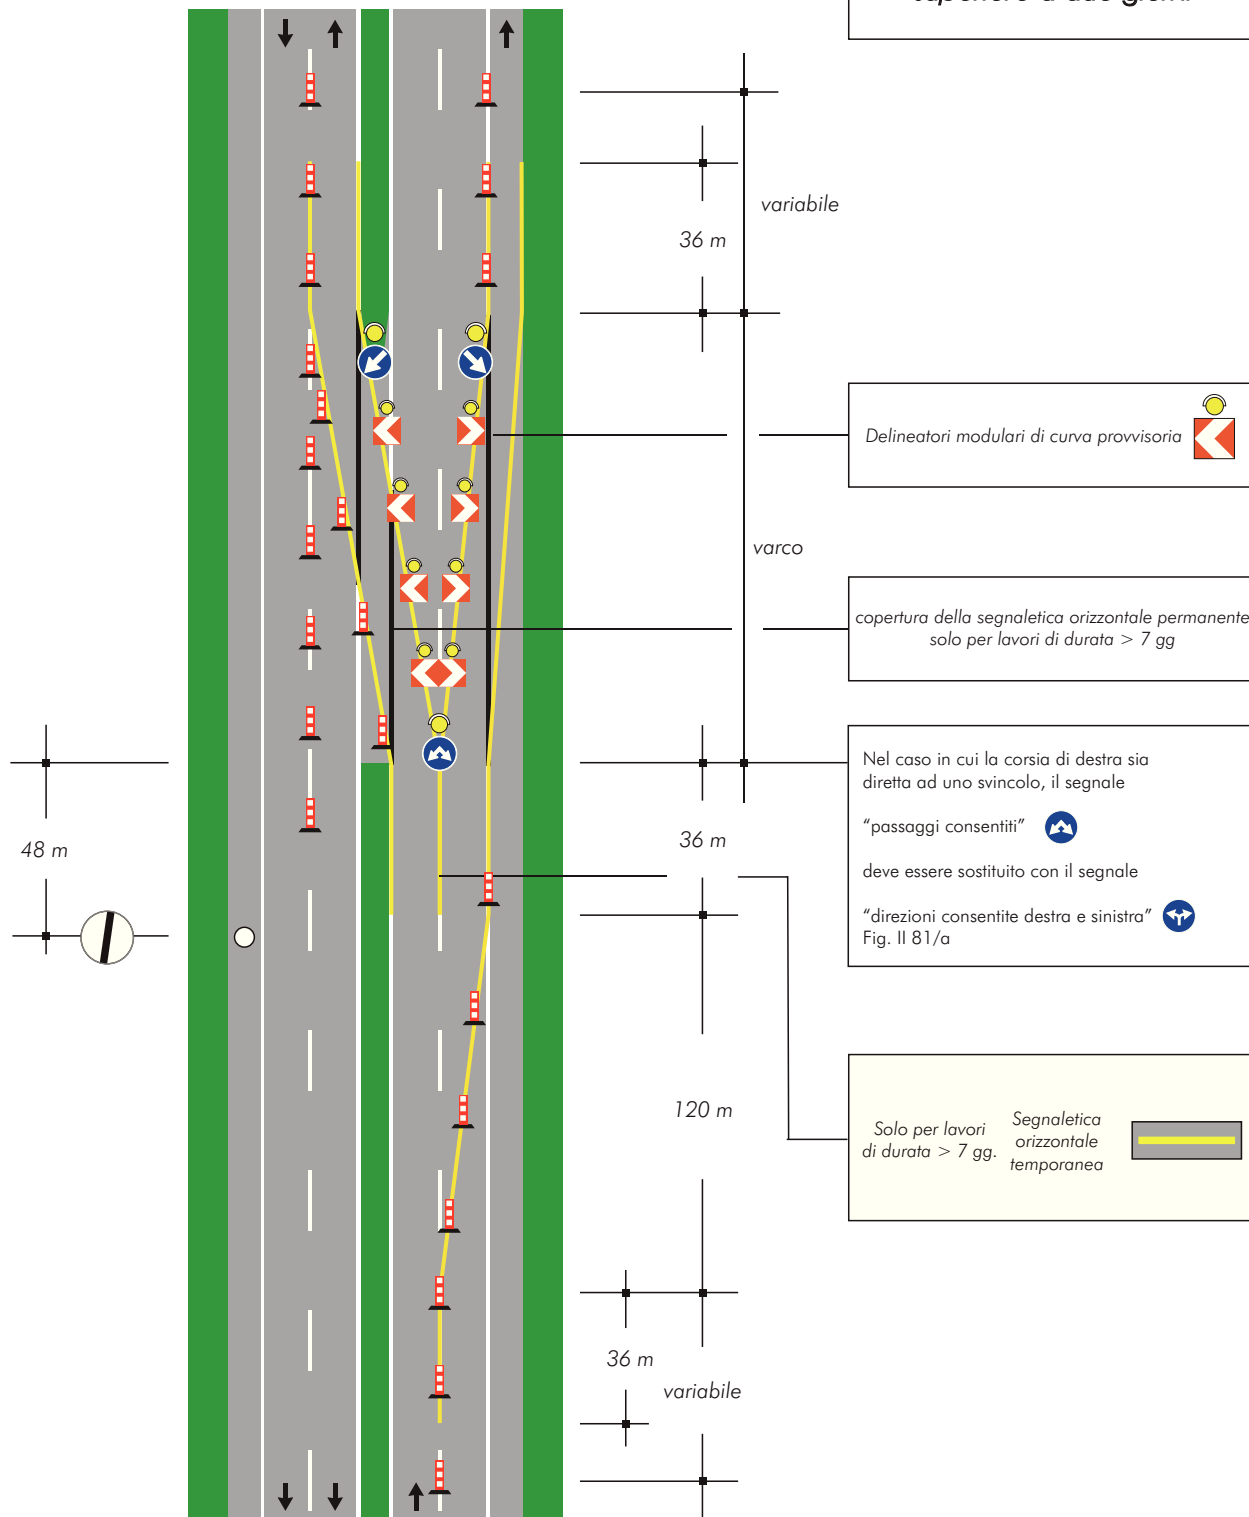 superiore a due giorni
variabile
36 m
Delineatori modulari di curva provvisoria
varco
copertura della segnaletica orizzontale permanente
solo per lavori di durata > 7 gg
Nel caso in cui la corsia di destra sia
diretta ad uno svincolo, il segnale
“passaggi consentiti”
deve essere sostituito con il segnale
“direzioni consentite destra e sinistra”
Fig. II 81/a
48 m
36 m
120 m
Solo per lavori
di durata > 7 gg.
Segnaletica
orizzontale
temporanea
36 m
variabile